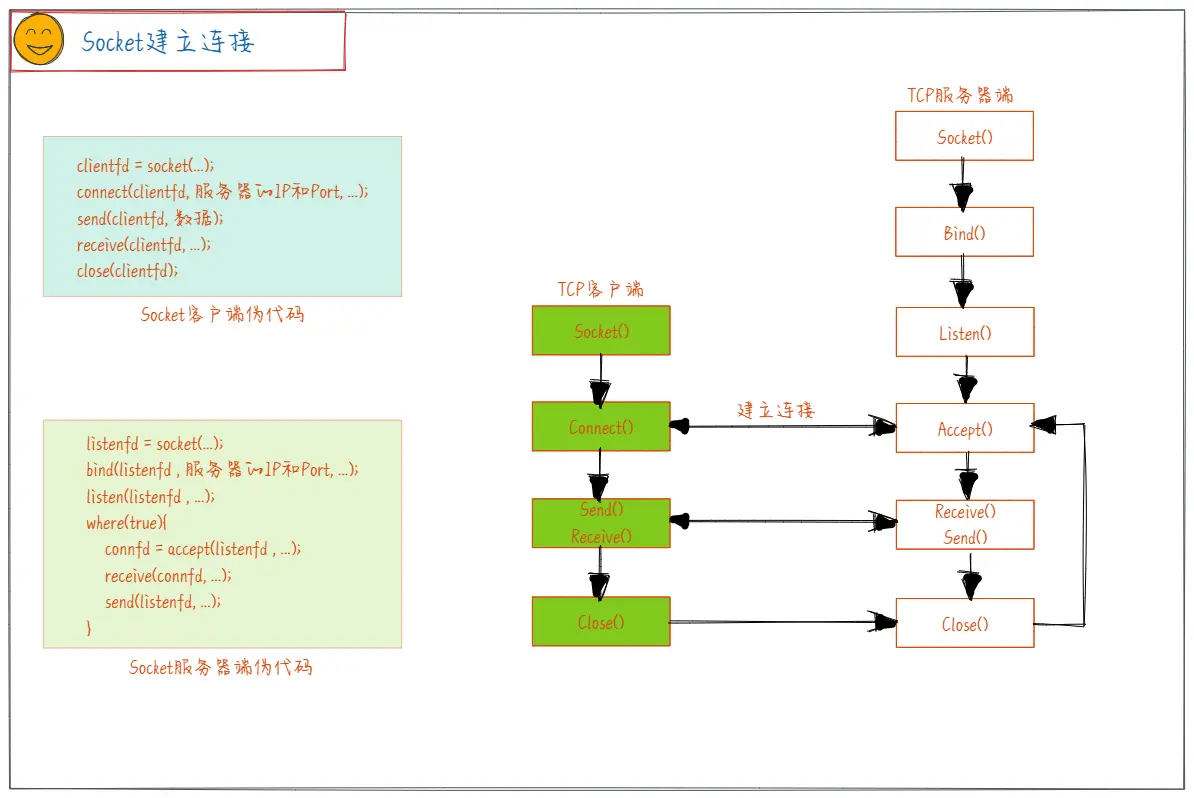 Socket建立连接
clientfd = socket(...);
connect(clientfd, 服务器的IP和Port, ...);
send(clientfd, 数据);
receive(clientfd, ...);
close(clientfd);
Socket客户端伪代码
listenfd = socket(...);
bind(listenfd , 服务器的IP和Port, ...);
listen(listenfd , ...);
where(true){
connfd = accept(listenfd , ...);
receive(connfd, ...);
send(listenfd, ...);
}
Socket服务器端伪代码
TCP客户端
Socket()
Connect()
Send()
Receive()
Close()
建立连接
TCP服务器端
Socket()
Bind()
Listen()
Accept()
Receive()
Send()
Close()